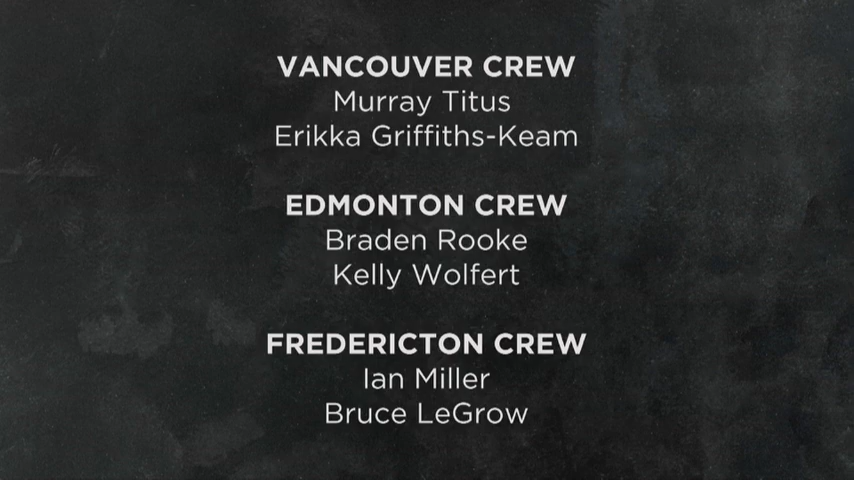 VANCOUVER CREW
Murray Titus
Erikka Griffiths-Keam
EDMONTON CREW
Braden Rooke
Kelly Wolfert
FREDERICTON CREW
Ian Miller
Bruce LeGrow